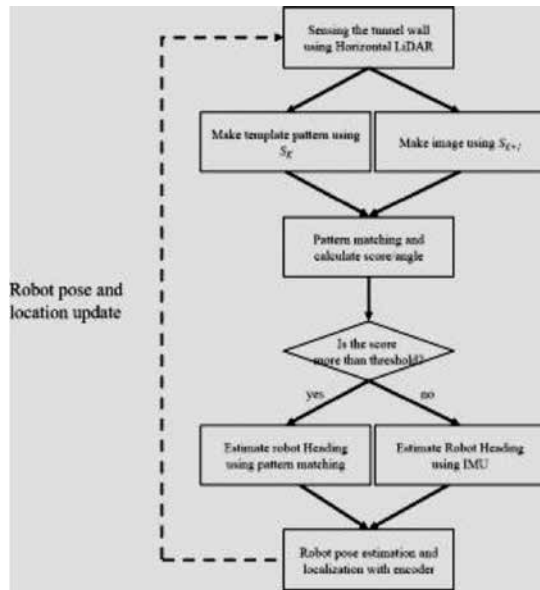 Sensing the tunnel wall
using Horizontal LiDAR
Make template pattern using
S_K
Make image using S_{K+1}
Pattern matching and
calculate score/angle
Robot pose and
location update
Is the score
more than threshold?
yes
no
Estimate robot Heading
using pattern matching
Estimate Robot Heading
using IMU
Robot pose estimation and
localization with encoder